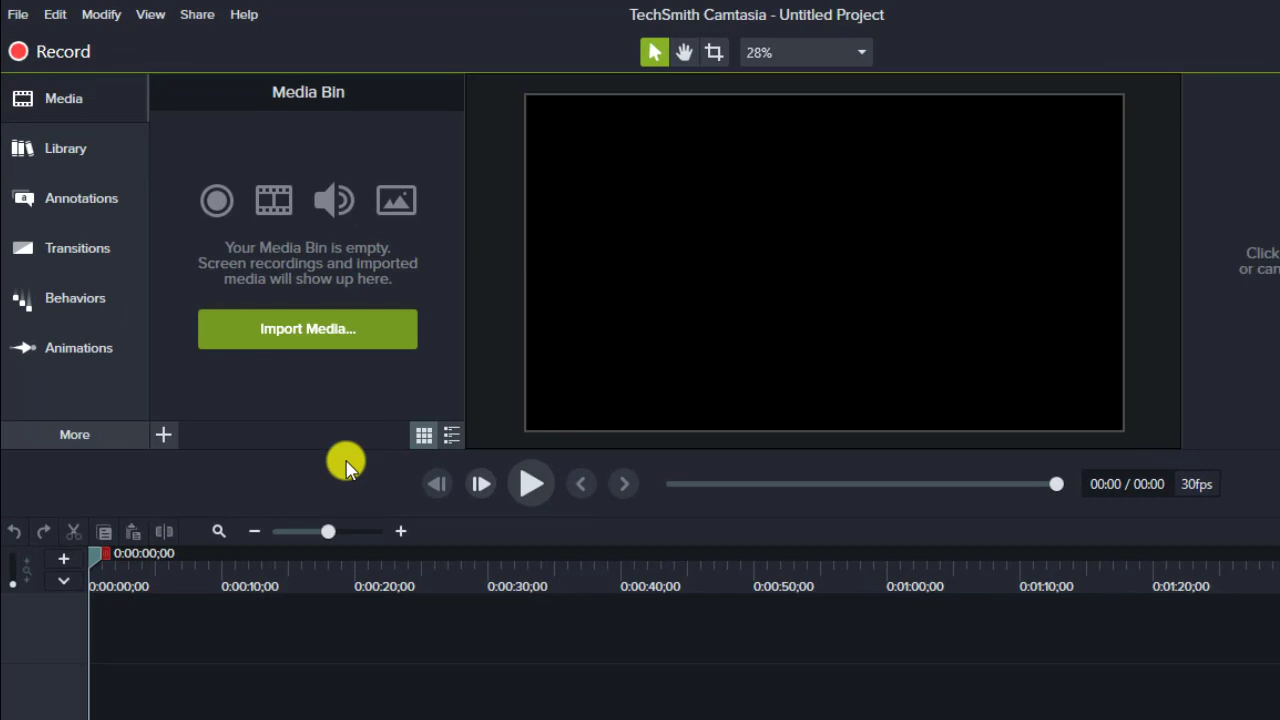 File Edit Modify View Share Help
TechSmith Camtasia - Untitled Project
Record
28%
Media
Library
Annotations
Transitions
Behaviors
Animations
More
Media Bin
Your Media Bin is empty.
Screen recordings and imported
media will show up here.
Import Media...
Click
or can
00:00 / 00:00
30fps
0:00:00;00
0:00:00;00 0:00:10;00 0:00:20;00 0:00:30;00 0:00:40;00 0:00:50;00 0:01:00;00 0:01:10;00 0:01:20;00